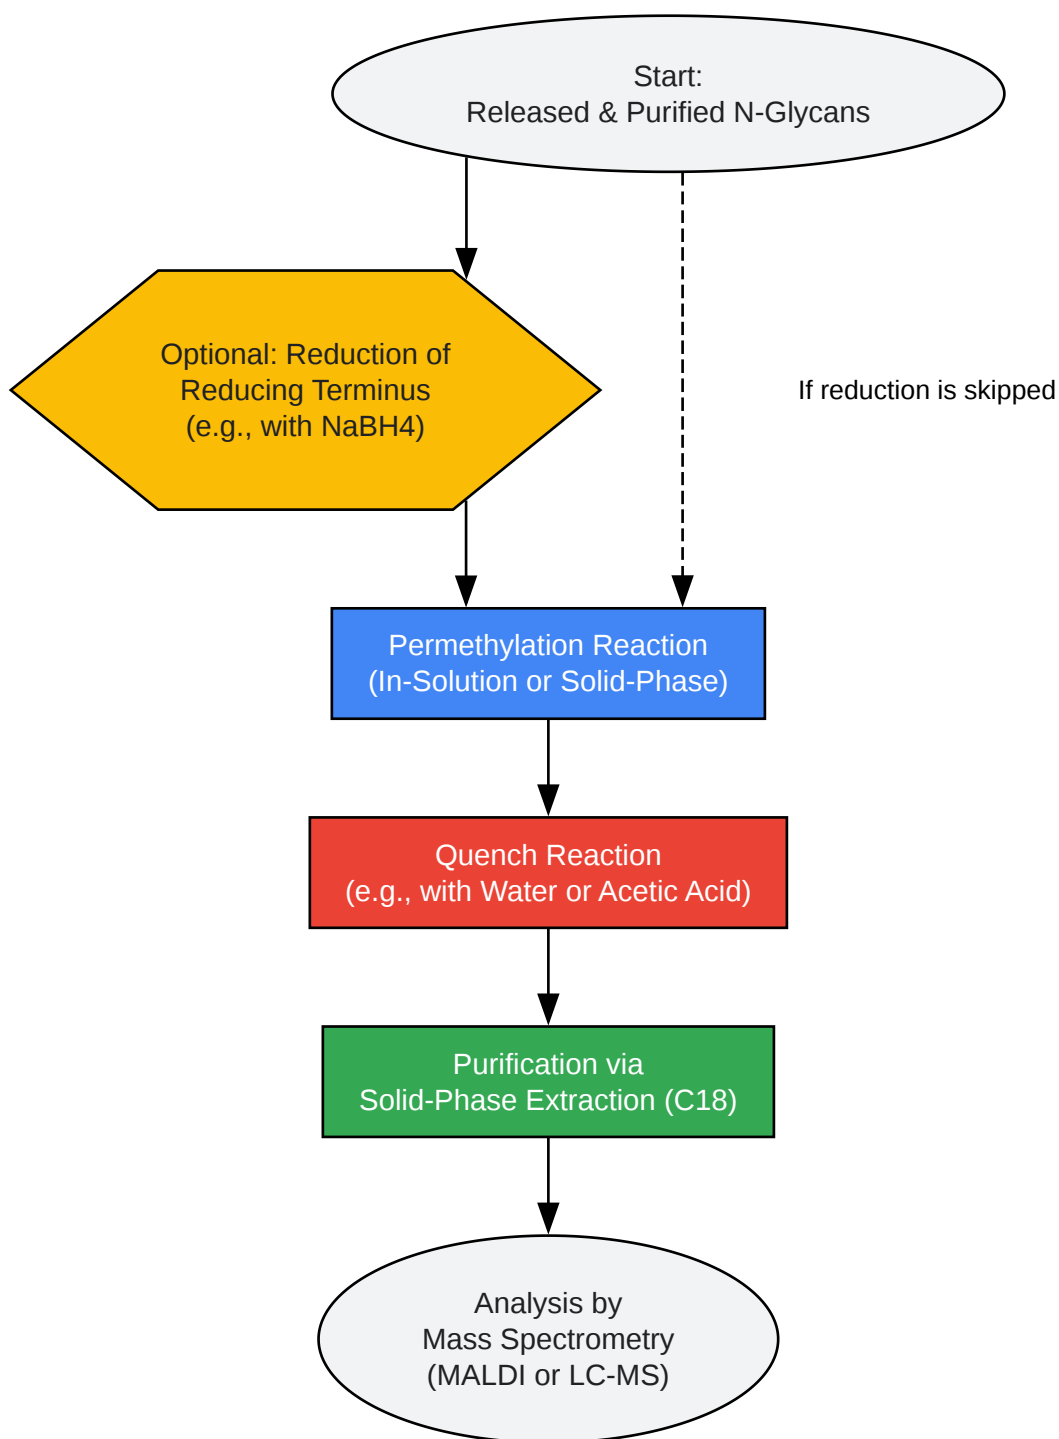 Start:
Released & Purified N-Glycans
Optional: Reduction of
Reducing Terminus
(e.g., with NaBH4)
If reduction is skipped
Permethylation Reaction
(In-Solution or Solid-Phase)
Quench Reaction
(e.g., with Water or Acetic Acid)
Purification via
Solid-Phase Extraction (C18)
Analysis by
Mass Spectrometry
(MALDI or LC-MS)